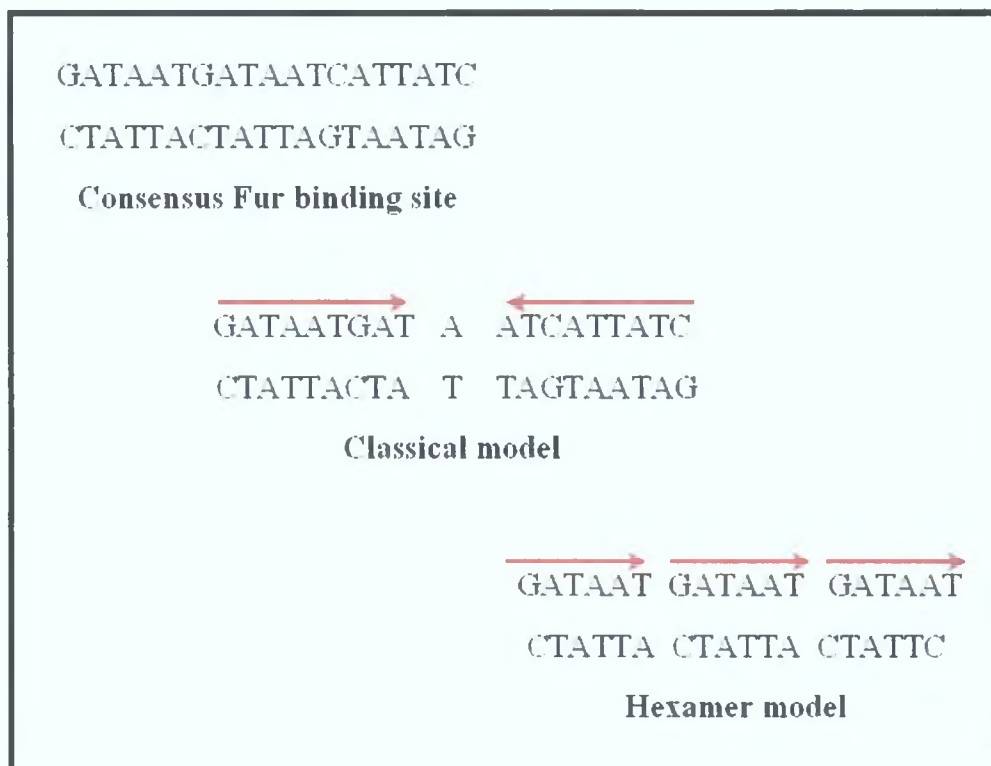 GATAATGATAATCATTATC
CTATTACTATTAGTAATAG
Consensus Fur binding site
GATAATGAT A ATCATTATC
CTATTACTA T TAGTAATAG
Classical model
GATAAT GATAAT GATAAT
CTATTA CTATTA CTATTC
Hexamer model